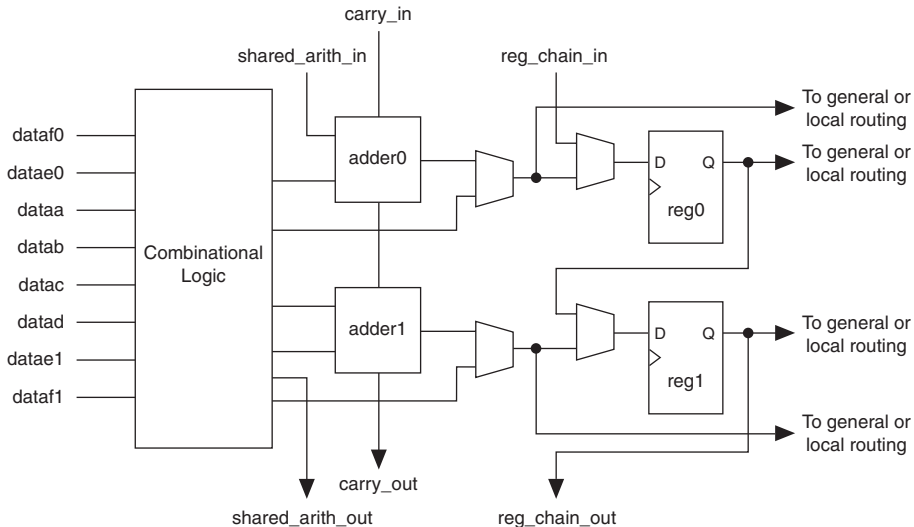 carry_in
shared_arith_in
reg_chain_in
To general or
local routing
dataf0
adder0
D Q
To general or
local routing
datae0
dataa
reg0
datab
Combinational
Logic
datac
datad
adder1
D Q
To general or
local routing
datae1
reg1
dataf1
To general or
local routing
carry_out
shared_arith_out
reg_chain_out